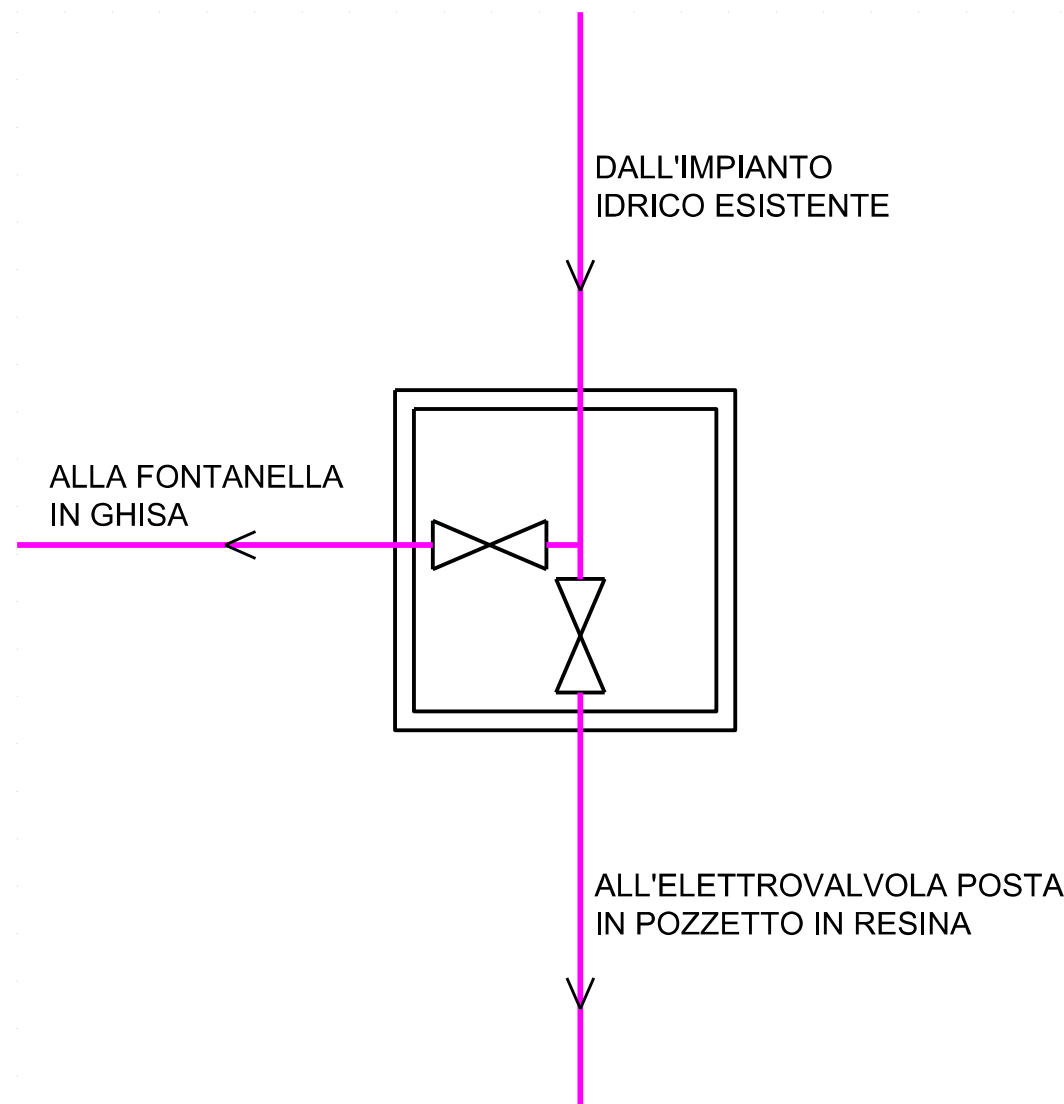 DALL'IMPIANTO
IDRICO ESISTENTE
ALLA FONTANELLA
IN GHISA
ALL'ELETTROVALVOLA POSTA
IN POZZETTO IN RESINA